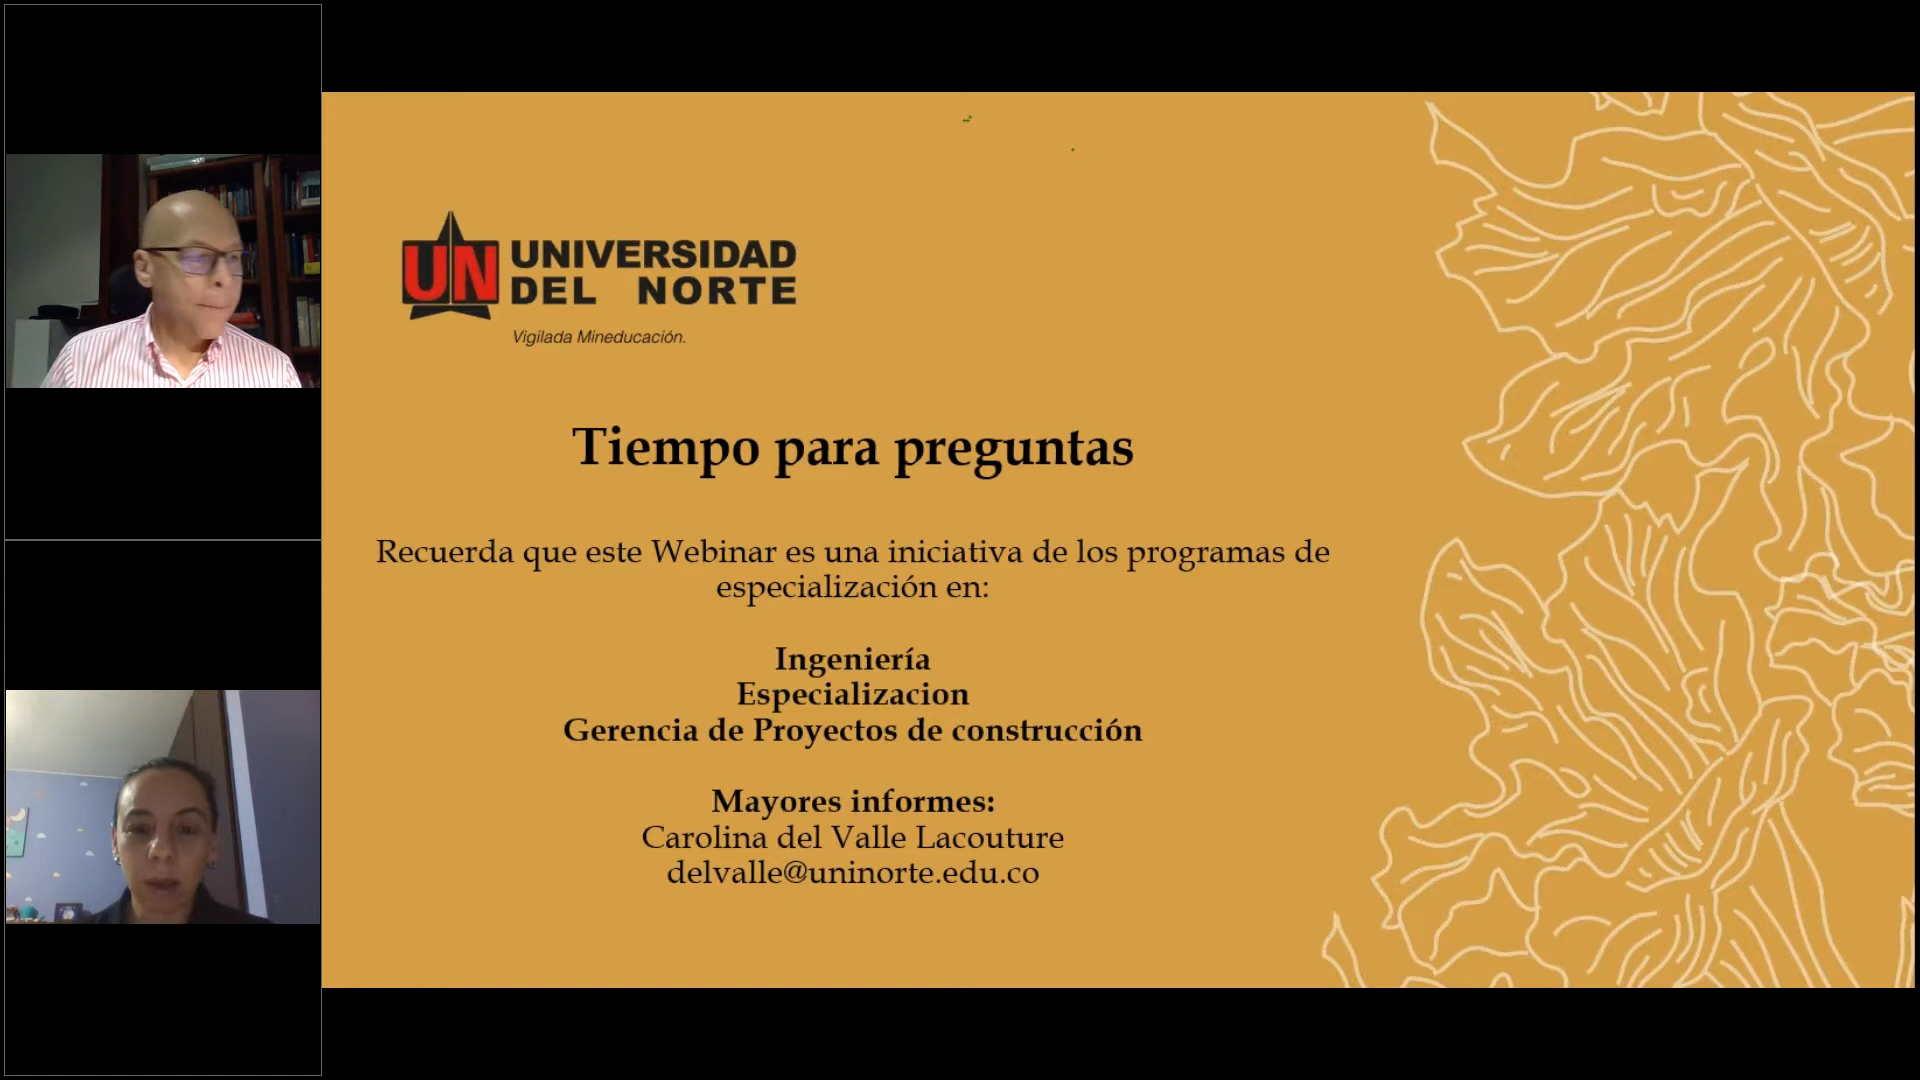 UN UNIVERSIDAD
DEL NORTE
Vigilada Mineducación.
Tiempo para preguntas
Recuerda que este Webinar es una iniciativa de los programas de
especialización en:
Ingeniería
Especializacion
Gerencia de Proyectos de construcción
Mayores informes:
Carolina del Valle Lacouture
delvalle@uninorte.edu.co